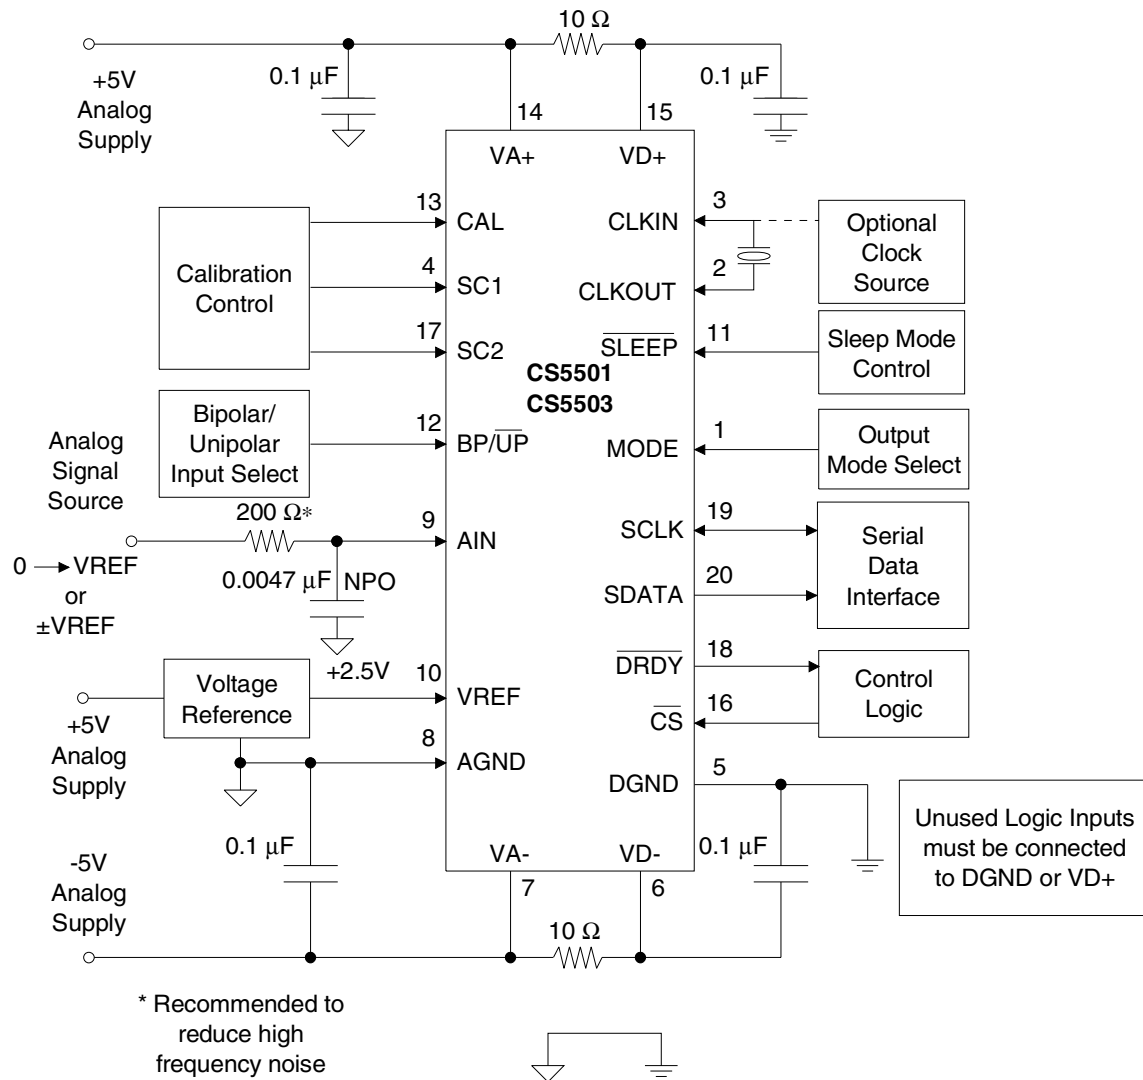 10 Ω
+5V
Analog
Supply
0.1 μF
0.1 μF
14
15
VA+
VD+
Calibration
Control
13
CAL
4
SC1
17
SC2
3
CLKIN
2
CLKOUT
Optional
Clock
Source
11
SLEEP
Sleep Mode
Control
CS5501
CS5503
Bipolar/
Unipolar
Input Select
12
BP/UP
1
MODE
Output
Mode Select
Analog
Signal
Source
200 Ω*
9
AIN
0 → VREF
or
±VREF
0.0047 μF NPO
19
SCLK
20
SDATA
Serial
Data
Interface
18
DRDY
16
CS
Control
Logic
Voltage
Reference
+2.5V
10
VREF
+5V
Analog
Supply
8
AGND
5
DGND
Unused Logic Inputs
must be connected
to DGND or VD+
-5V
Analog
Supply
0.1 μF
0.1 μF
VA-
VD-
7
6
10 Ω
* Recommended to
reduce high
frequency noise